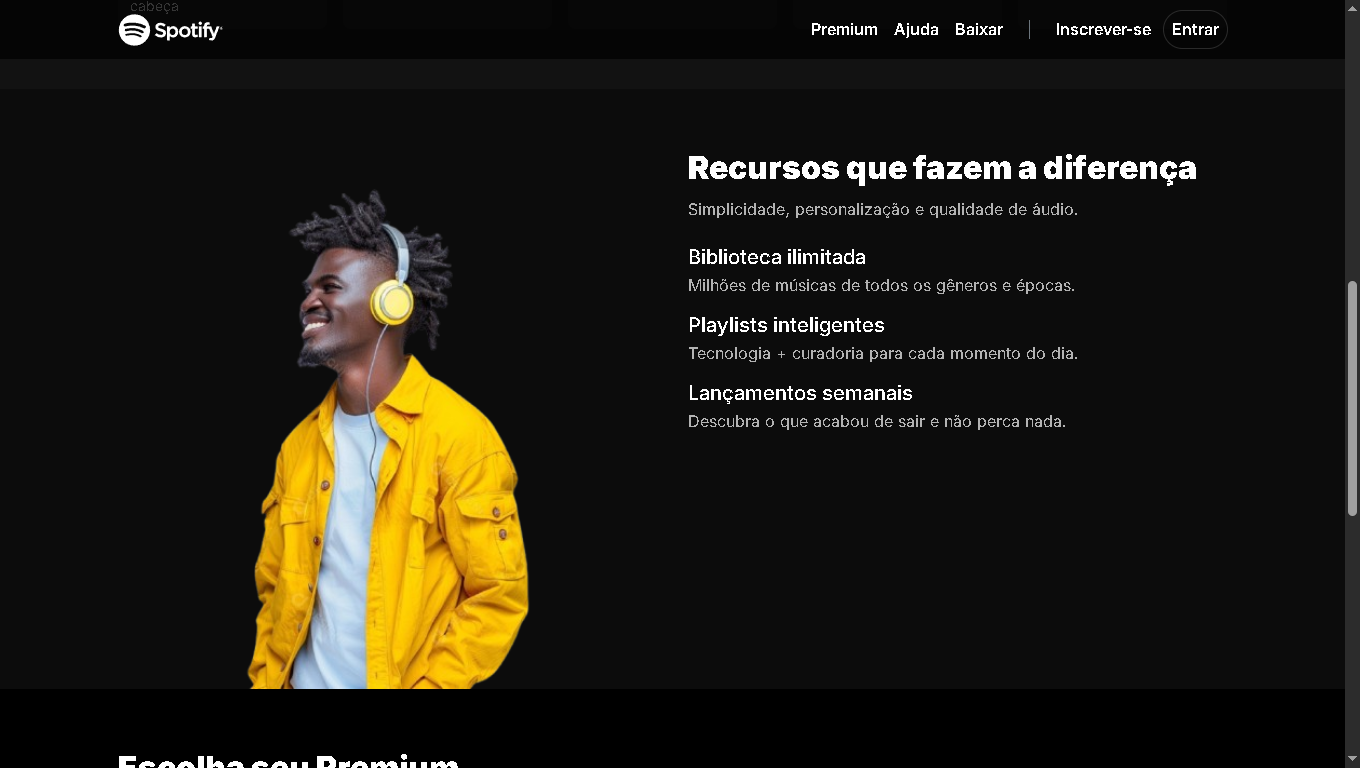 cabeça
Spotify
Premium Ajuda Baixar Inscrever-se Entrar
Recursos que fazem a diferença
Simplicidade, personalização e qualidade de áudio.
Biblioteca ilimitada
Milhões de músicas de todos os gêneros e épocas.
Playlists inteligentes
Tecnologia + curadoria para cada momento do dia.
Lançamentos semanais
Descubra o que acabou de sair e não perca nada.
Escolha seu Premium